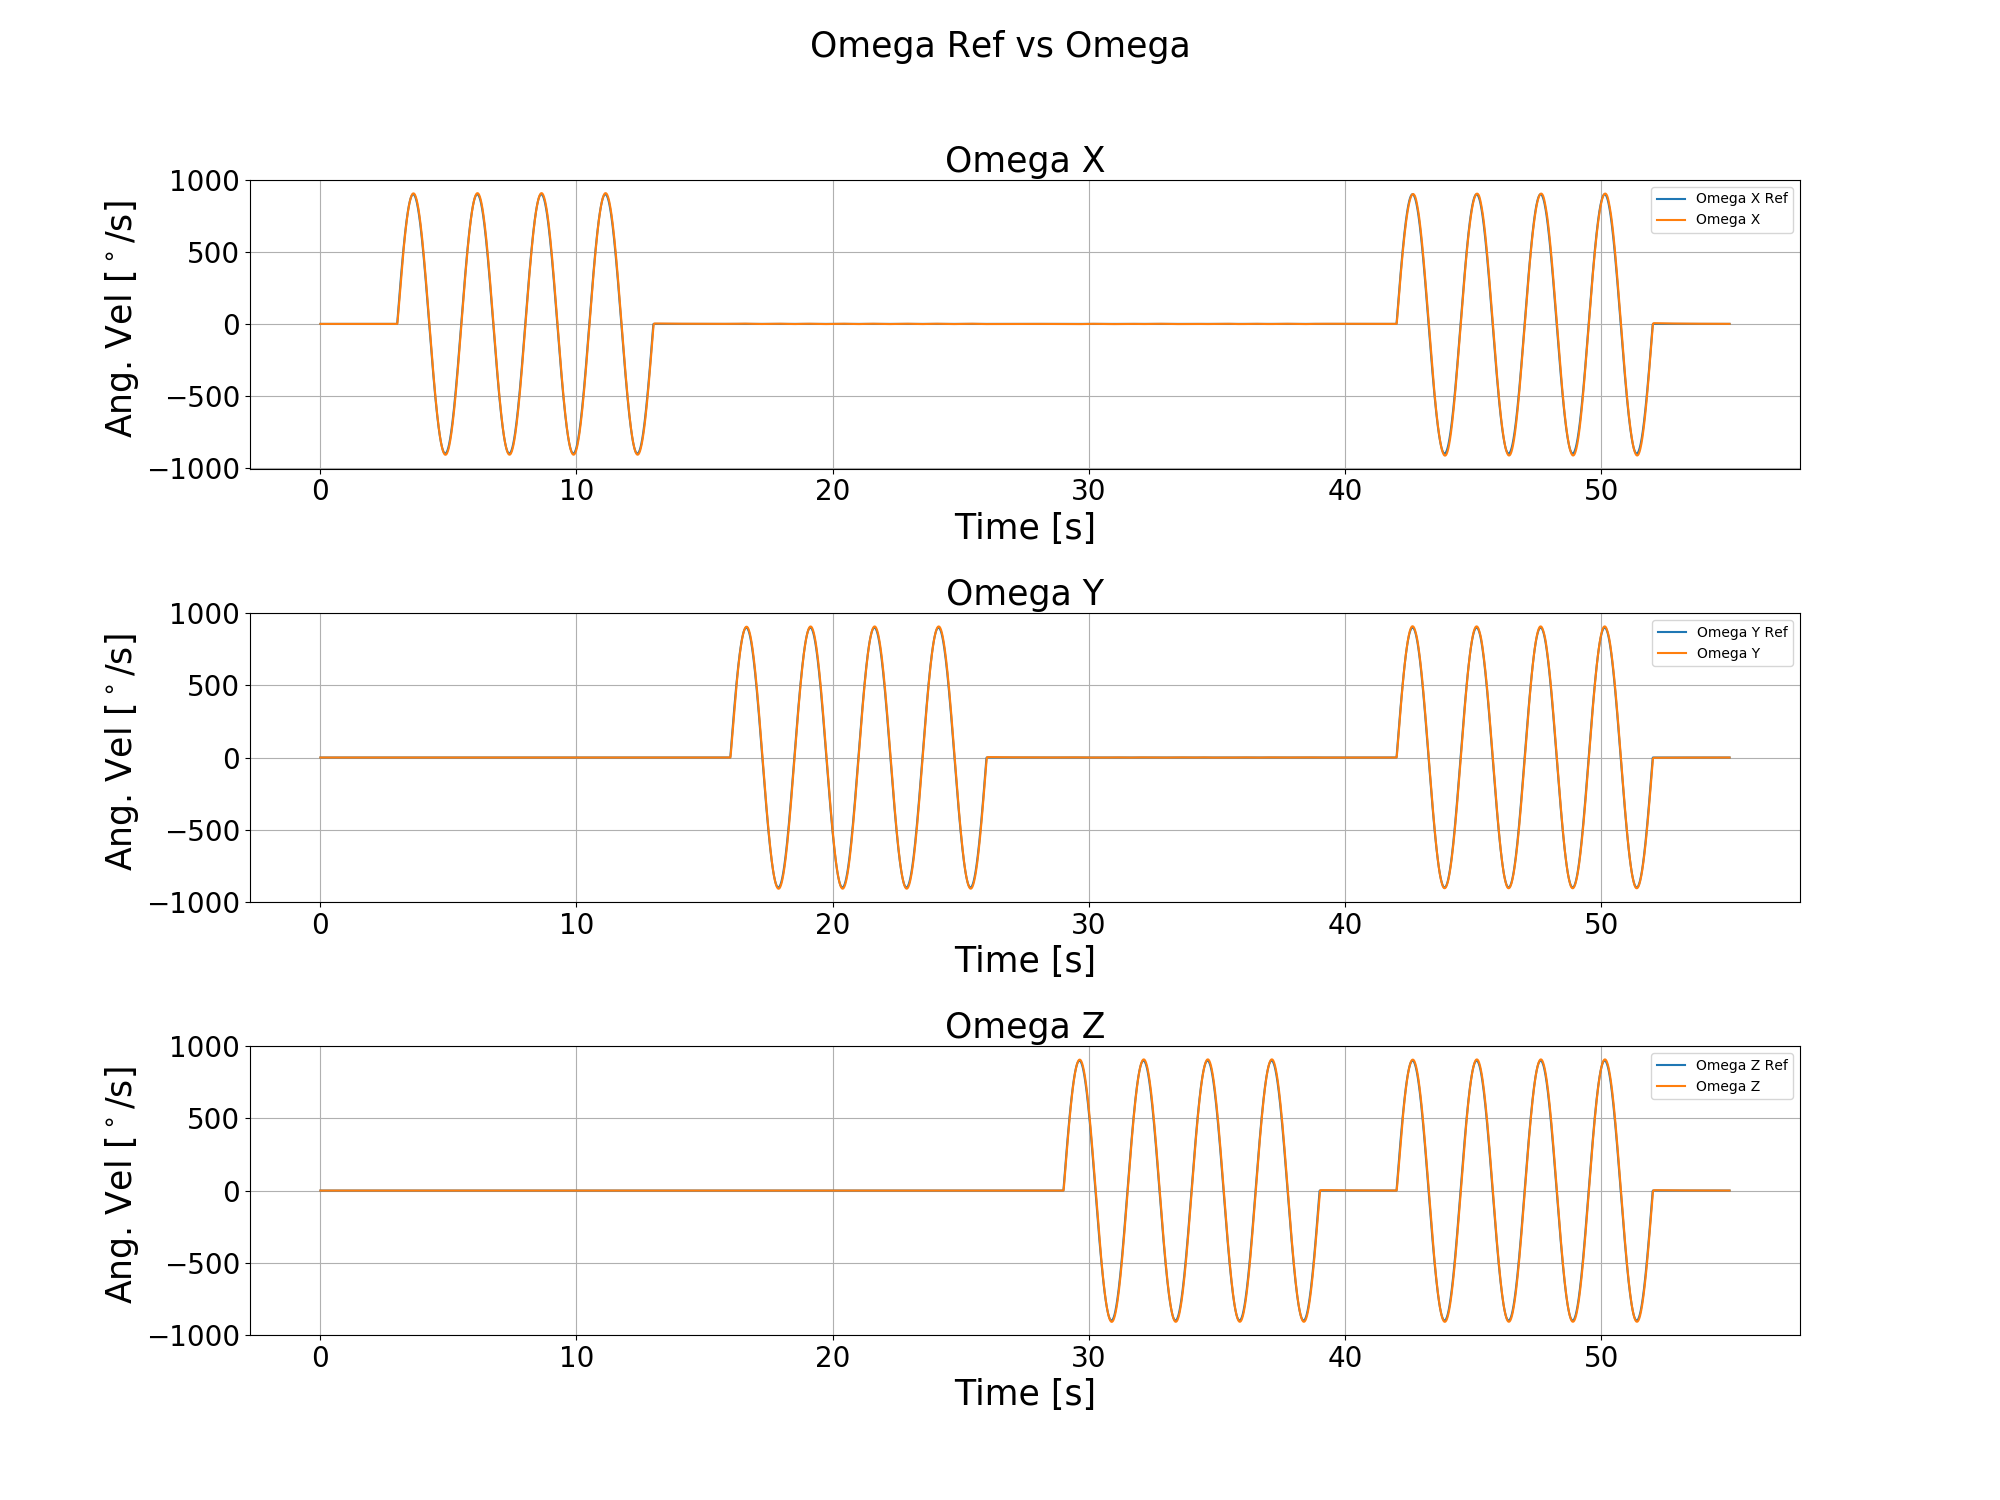 Omega Ref vs Omega
Omega X
1000
500
0
−500
−1000
Ang. Vel [°/s]
Omega X Ref
Omega X
0 10 20 30 40 50
Time [s]
Omega Y
1000
500
0
−500
−1000
Ang. Vel [°/s]
Omega Y Ref
Omega Y
0 10 20 30 40 50
Time [s]
Omega Z
1000
500
0
−500
−1000
Ang. Vel [°/s]
Omega Z Ref
Omega Z
0 10 20 30 40 50
Time [s]